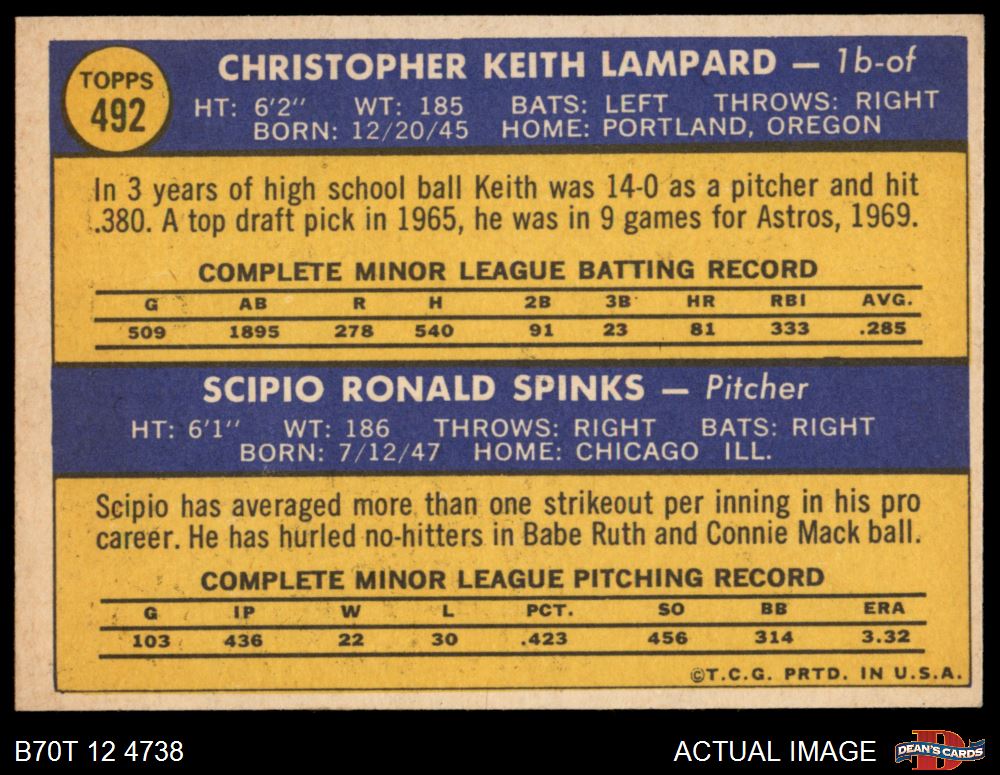 TOPPS
492
CHRISTOPHER KEITH LAMPARD — 1b-of
HT: 6'2" WT: 185 BATS: LEFT THROWS: RIGHT
BORN: 12/20/45 HOME: PORTLAND, OREGON
In 3 years of high school ball Keith was 14-0 as a pitcher and hit
.380. A top draft pick in 1965, he was in 9 games for Astros, 1969.
COMPLETE MINOR LEAGUE BATTING RECORD
G AB R H 2B 3B HR RBI AVG.
509 1895 278 540 91 23 81 333 .285
SCIPIO RONALD SPINKS — Pitcher
HT: 6'1" WT: 186 THROWS: RIGHT BATS: RIGHT
BORN: 7/12/47 HOME: CHICAGO ILL.
Scipio has averaged more than one strikeout per inning in his pro
career. He has hurled no-hitters in Babe Ruth and Connie Mack ball.
COMPLETE MINOR LEAGUE PITCHING RECORD
G IP W L PCT. SO BB ERA
103 436 22 30 .423 456 314 3.32
©T.C.G. PRTD. IN U.S.A.
B70T 12 4738
ACTUAL IMAGE
D
DEAN'S CARDS